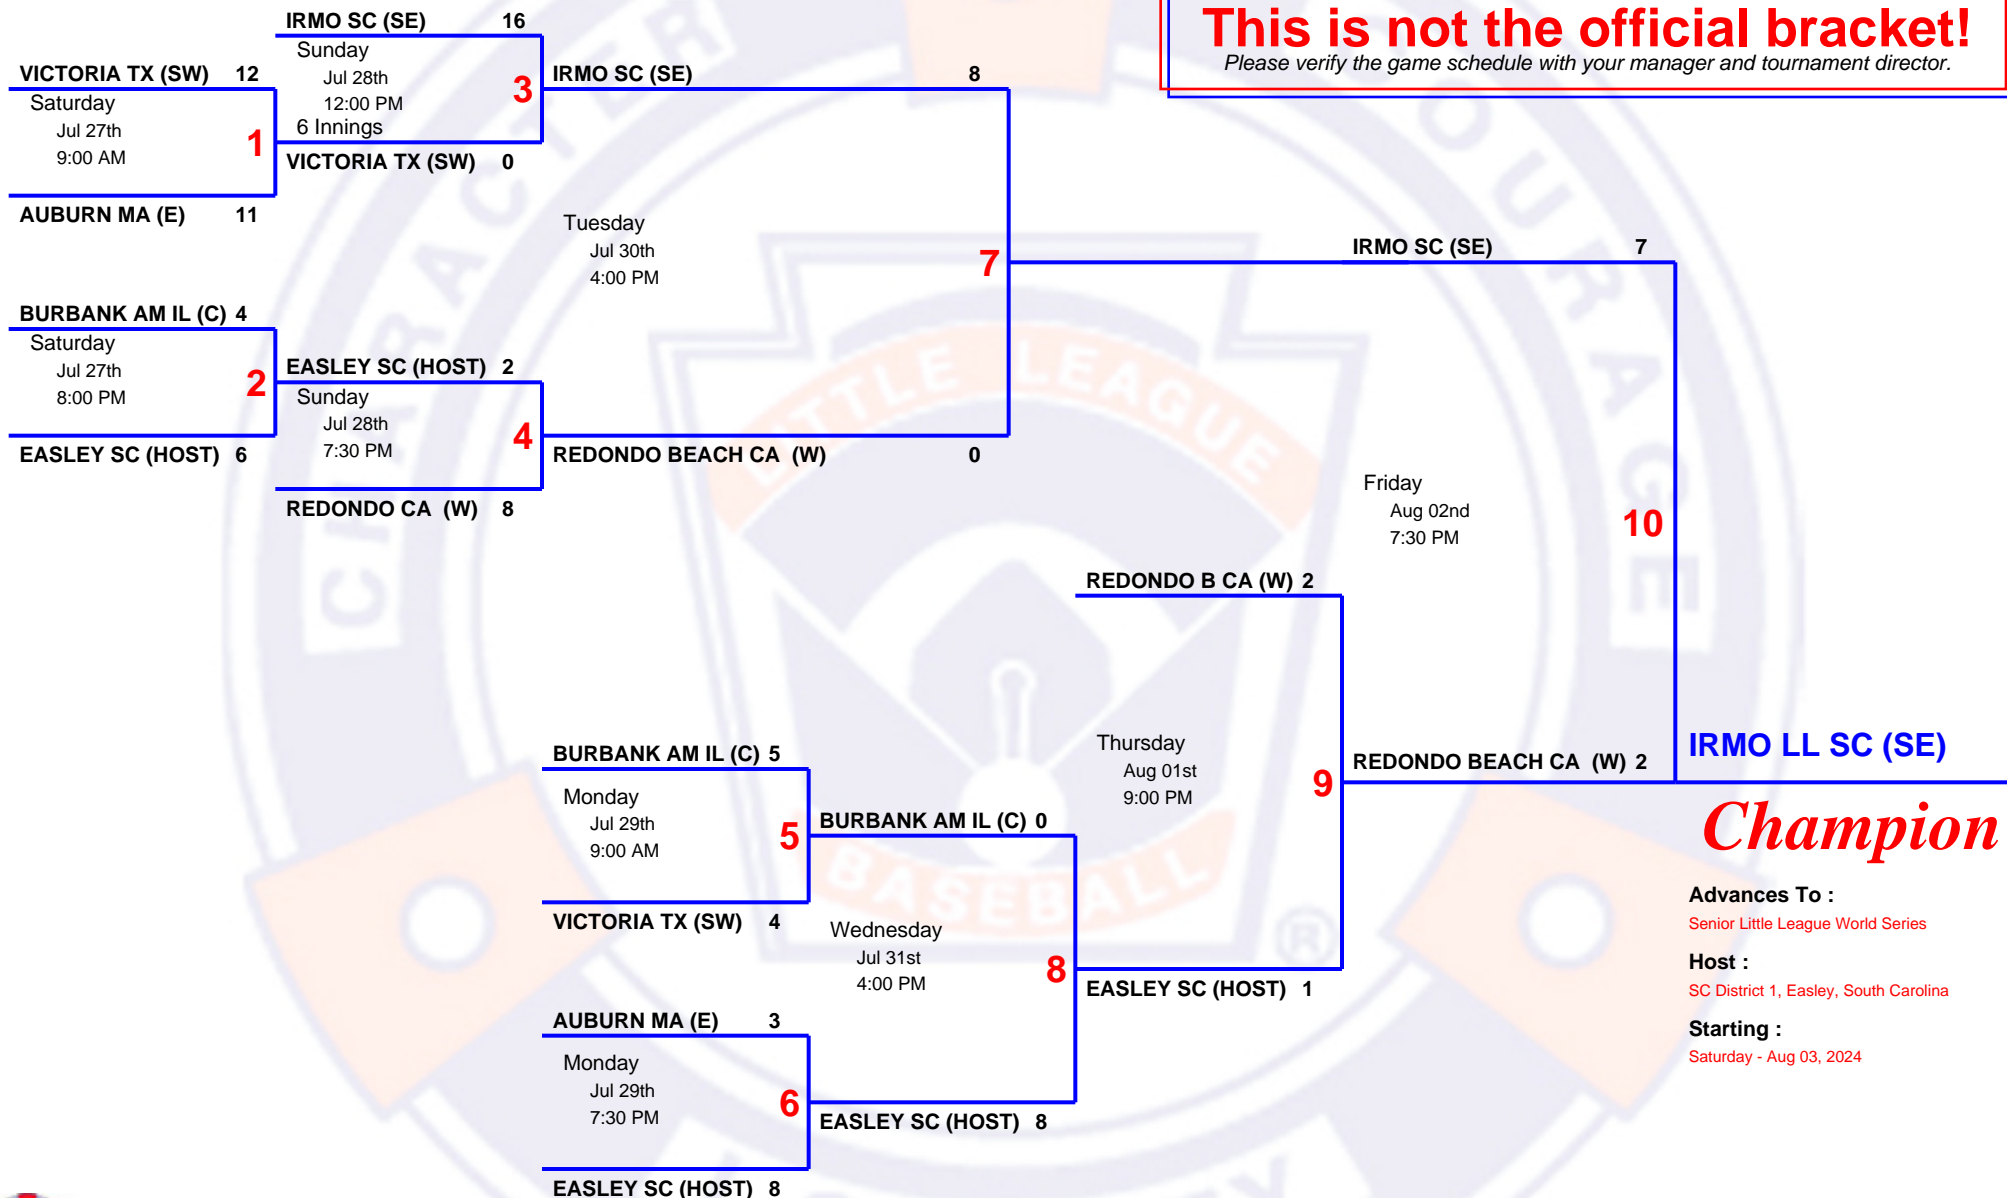 This is not the official bracket!
Please verify the game schedule with your manager and tournament director.
IRMO SC (SE) 16
Sunday
Jul 28th
12:00 PM
6 Innings
3
VICTORIA TX (SW) 0
VICTORIA TX (SW) 12
Saturday
Jul 27th
9:00 AM
1
AUBURN MA (E) 11
IRMO SC (SE) 8
Tuesday
Jul 30th
4:00 PM
7
REDONDO BEACH CA (W) 0
BURBANK AM IL (C) 4
Saturday
Jul 27th
8:00 PM
2
EASLEY SC (HOST) 6
EASLEY SC (HOST) 2
Sunday
Jul 28th
7:30 PM
4
REDONDO CA (W) 8
IRMO SC (SE) 7
Friday
Aug 02nd
7:30 PM
10
REDONDO BEACH CA (W) 2
REDONDO B CA (W) 2
Thursday
Aug 01st
9:00 PM
9
EASLEY SC (HOST) 1
BURBANK AM IL (C) 5
Monday
Jul 29th
9:00 AM
5
VICTORIA TX (SW) 4
BURBANK AM IL (C) 0
Wednesday
Jul 31st
4:00 PM
8
EASLEY SC (HOST) 8
AUBURN MA (E) 3
Monday
Jul 29th
7:30 PM
6
EASLEY SC (HOST) 8
IRMO LL SC (SE)
Champion
Advances To :
Senior Little League World Series
Host :
SC District 1, Easley, South Carolina
Starting :
Saturday - Aug 03, 2024
CHARACTER
COURAGE
LITTLE LEAGUE
BASEBALL
®